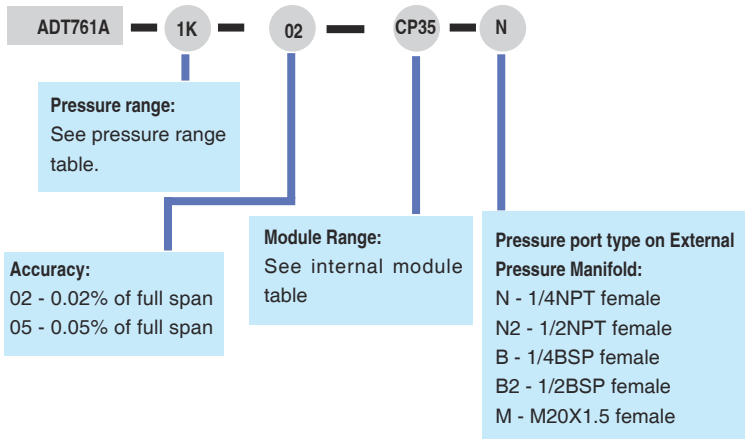 ADT761A 1K 02 CP35 N
Pressure range:
See pressure range
table.
Accuracy:
02 - 0.02% of full span
05 - 0.05% of full span
Module Range:
See internal module
table
Pressure port type on External
Pressure Manifold:
N - 1/4NPT female
N2 - 1/2NPT female
B - 1/4BSP female
B2 - 1/2BSP female
M - M20X1.5 female